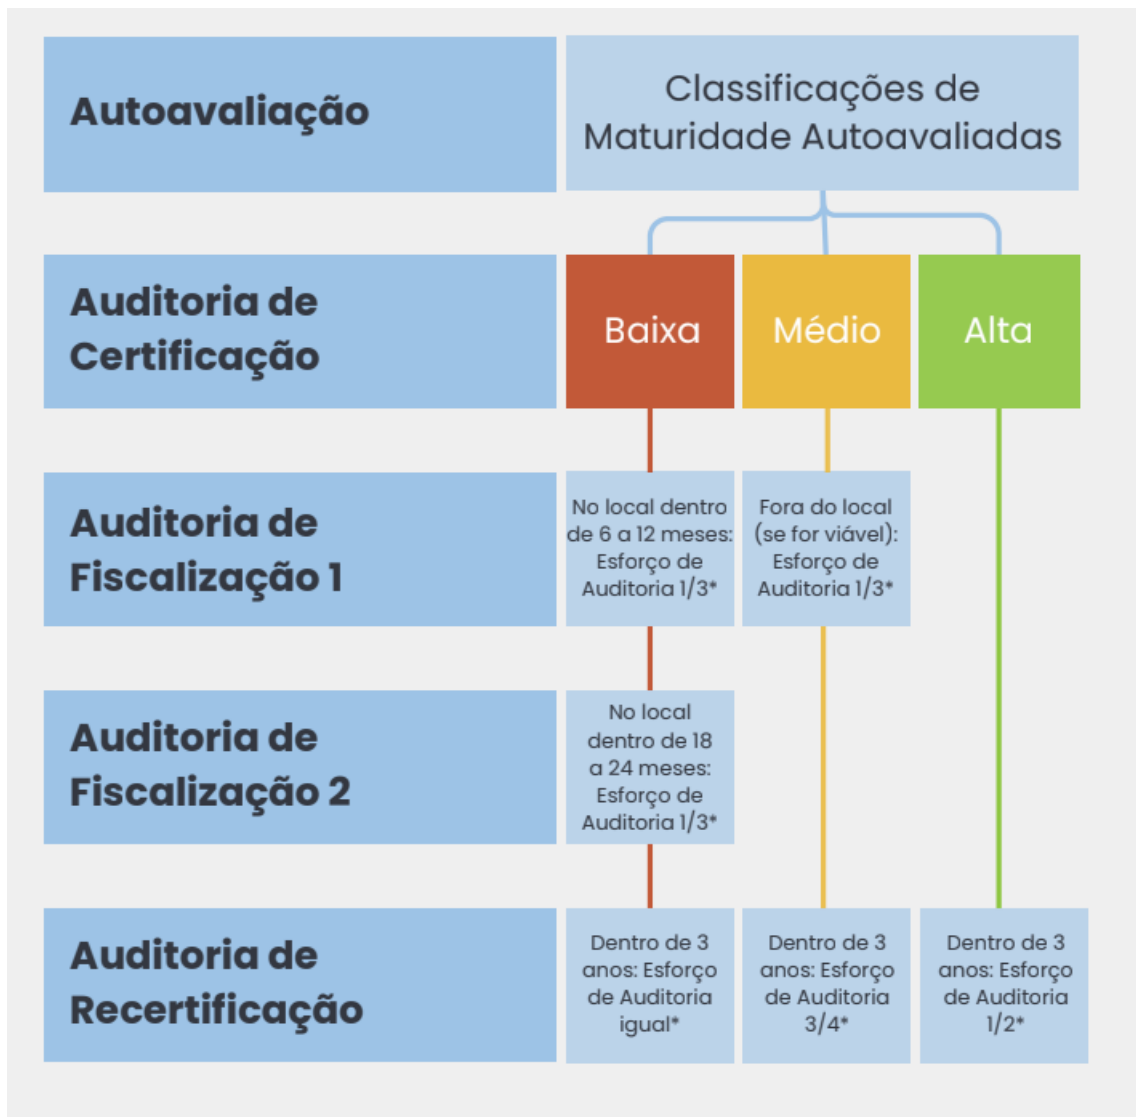 Autoavaliação
Classificações de
Maturidade Autoavaliadas
Auditoria de
Certificação
Baixa
Médio
Alta
Auditoria de
Fiscalização 1
No local dentro
de 6 a 12 meses:
Esforço de
Auditoria 1/3*
Fora do local
(se for viável):
Esforço de
Auditoria 1/3*
Auditoria de
Fiscalização 2
No local
dentro de 18
a 24 meses:
Esforço de
Auditoria 1/3*
Auditoria de
Recertificação
Dentro de 3
anos: Esforço
de Auditoria
igual*
Dentro de 3
anos: Esforço
de Auditoria
3/4*
Dentro de 3
anos: Esforço
de Auditoria
1/2*